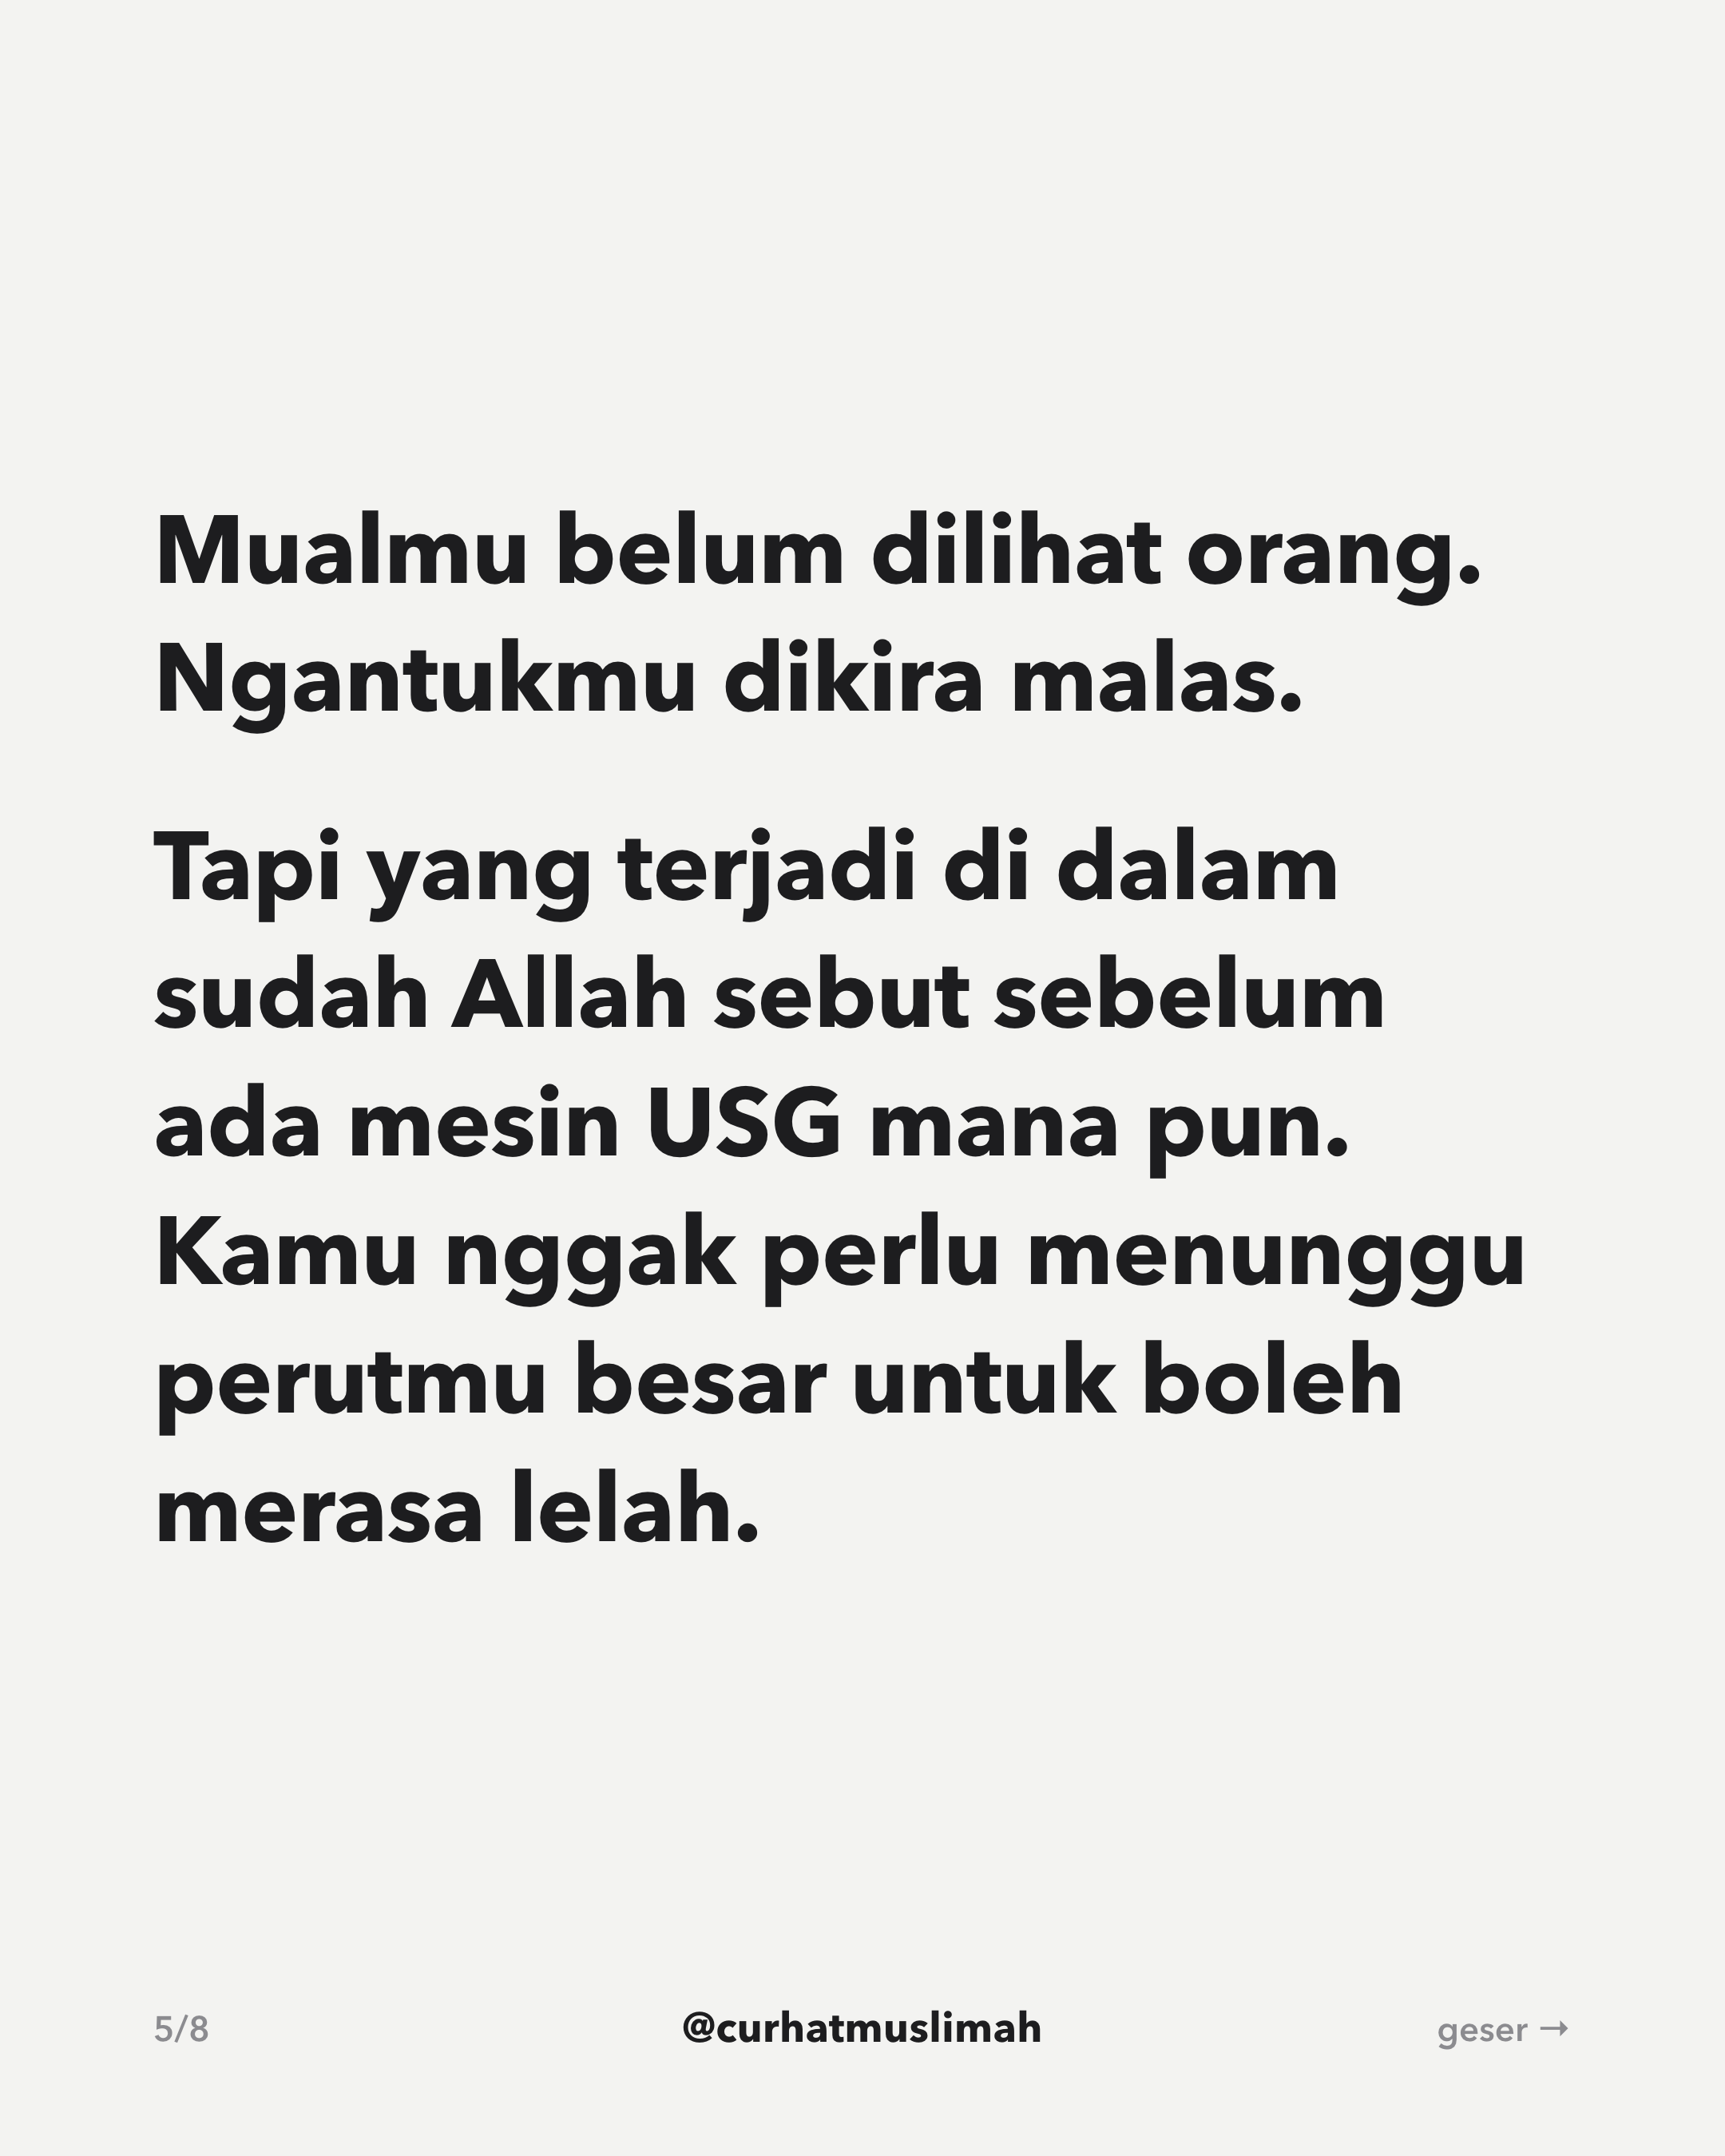 Mualmu belum dilihat orang.
Ngantukmu dikira malas.
Tapi yang terjadi di dalam
sudah Allah sebut sebelum
ada mesin USG mana pun.
Kamu nggak perlu menunggu
perutmu besar untuk boleh
merasa lelah.
5/8
@curhatmuslimah
geser →